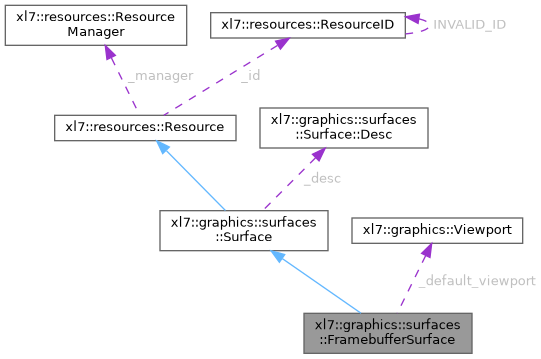 xl7::resources::Resource
Manager
xl7::resources::ResourceID
INVALID_ID
_manager
_id
xl7::resources::Resource
xl7::graphics::surfaces
::Surface::Desc
_desc
xl7::graphics::surfaces
::Surface
xl7::graphics::Viewport
_default_viewport
xl7::graphics::surfaces
::FramebufferSurface